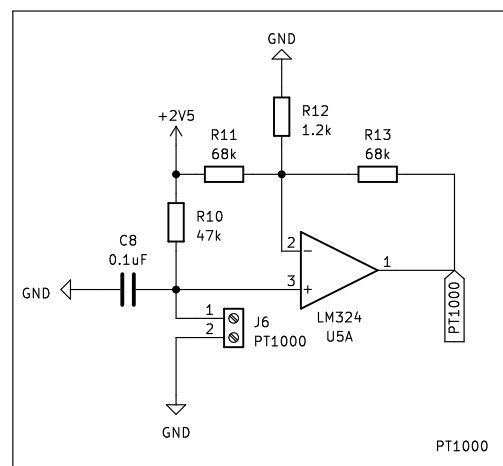 GND
R12
1.2k
+2V5
R11
68k
R13
68k
R10
47k
C8
0.1uF
2
1
3
GND
1
2
J6
PT1000
LM324
U5A
PT1000
GND
PT1000